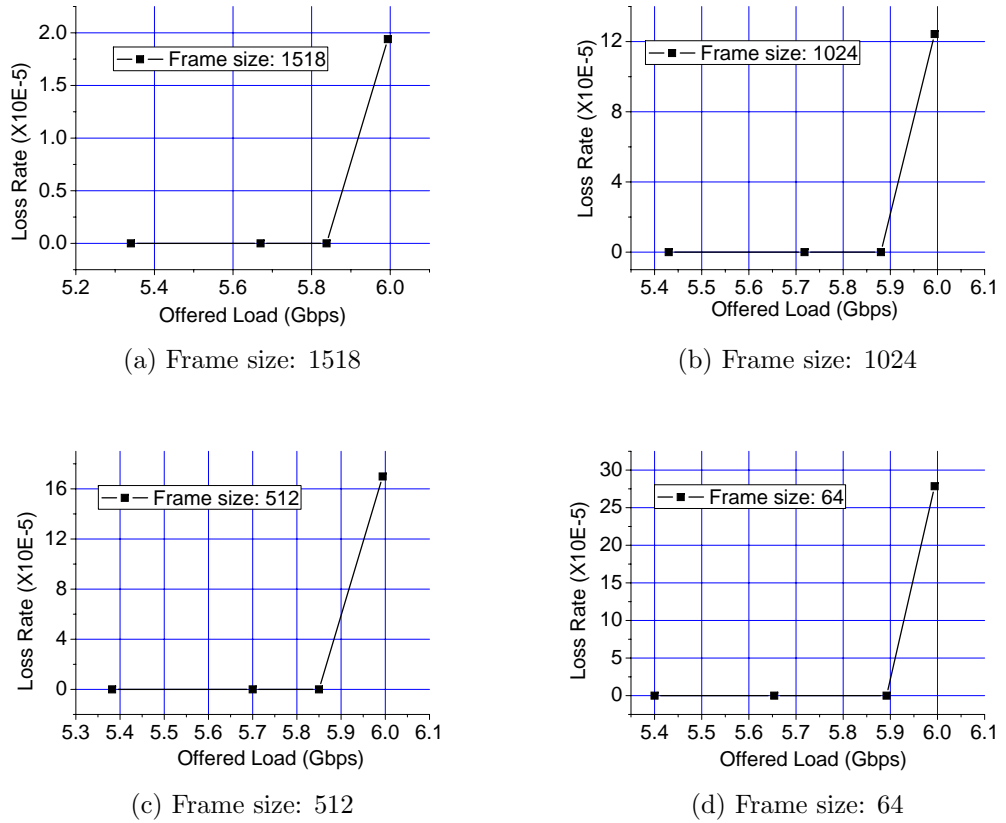 2.0
1.5
1.0
0.5
0.0
Loss Rate (X10E-5)
Frame size: 1518
5.2 5.4 5.6 5.8 6.0
Offered Load (Gbps)
(a) Frame size: 1518
12
8
4
0
Loss Rate (X10E-5)
Frame size: 1024
5.4 5.5 5.6 5.7 5.8 5.9 6.0 6.1
Offered Load (Gbps)
(b) Frame size: 1024
16
12
8
4
0
Loss Rate (X10E-5)
Frame size: 512
5.3 5.4 5.5 5.6 5.7 5.8 5.9 6.0 6.1
Offered Load (Gbps)
(c) Frame size: 512
30
25
20
15
10
5
0
Loss Rate (X10E-5)
Frame size: 64
5.4 5.5 5.6 5.7 5.8 5.9 6.0 6.1
Offered Load (Gbps)
(d) Frame size: 64